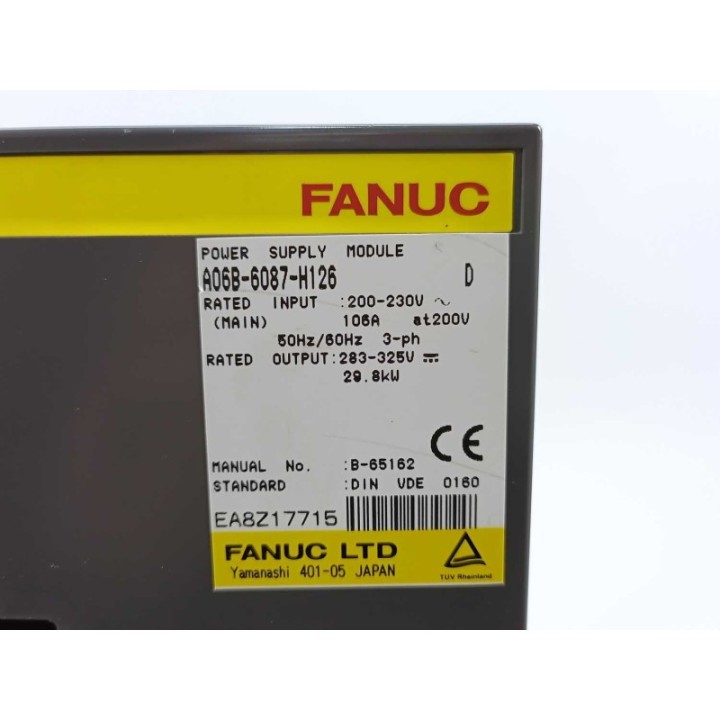 FANUC
POWER SUPPLY MODULE
A06B-6087-H126 D
RATED INPUT :200-230V ~
(MAIN) 106A at200V
50Hz/60Hz 3-ph
RATED OUTPUT:283-325V ⎓
29.8kW
CE
MANUAL No. :B-65162
STANDARD :DIN VDE 0160
EA8Z17715
FANUC LTD
Yamanashi 401-05 JAPAN
TUV Rheinland